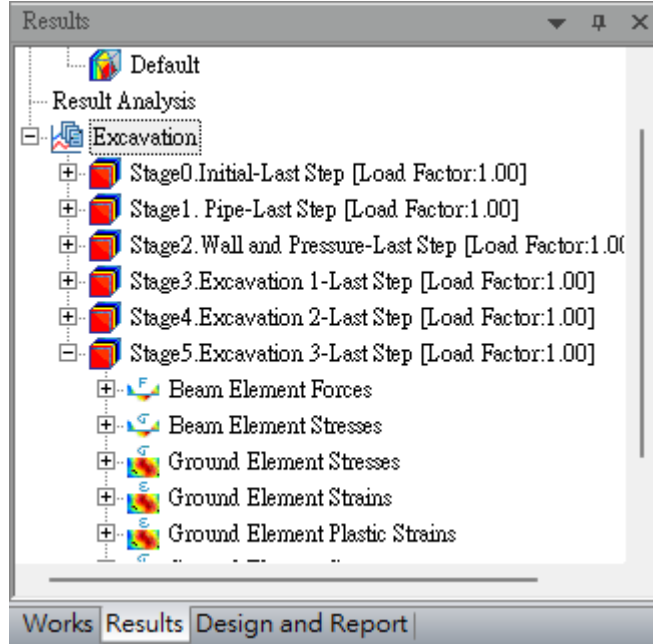 Results
Default
Result Analysis
Excavation
Stage0.Initial-Last Step [Load Factor:1.00]
Stage1. Pipe-Last Step [Load Factor:1.00]
Stage2.Wall and Pressure-Last Step [Load Factor:1.0
Stage3.Excavation 1-Last Step [Load Factor:1.00]
Stage4.Excavation 2-Last Step [Load Factor:1.00]
Stage5.Excavation 3-Last Step [Load Factor:1.00]
Beam Element Forces
Beam Element Stresses
Ground Element Stresses
Ground Element Strains
Ground Element Plastic Strains
Works Results Design and Report